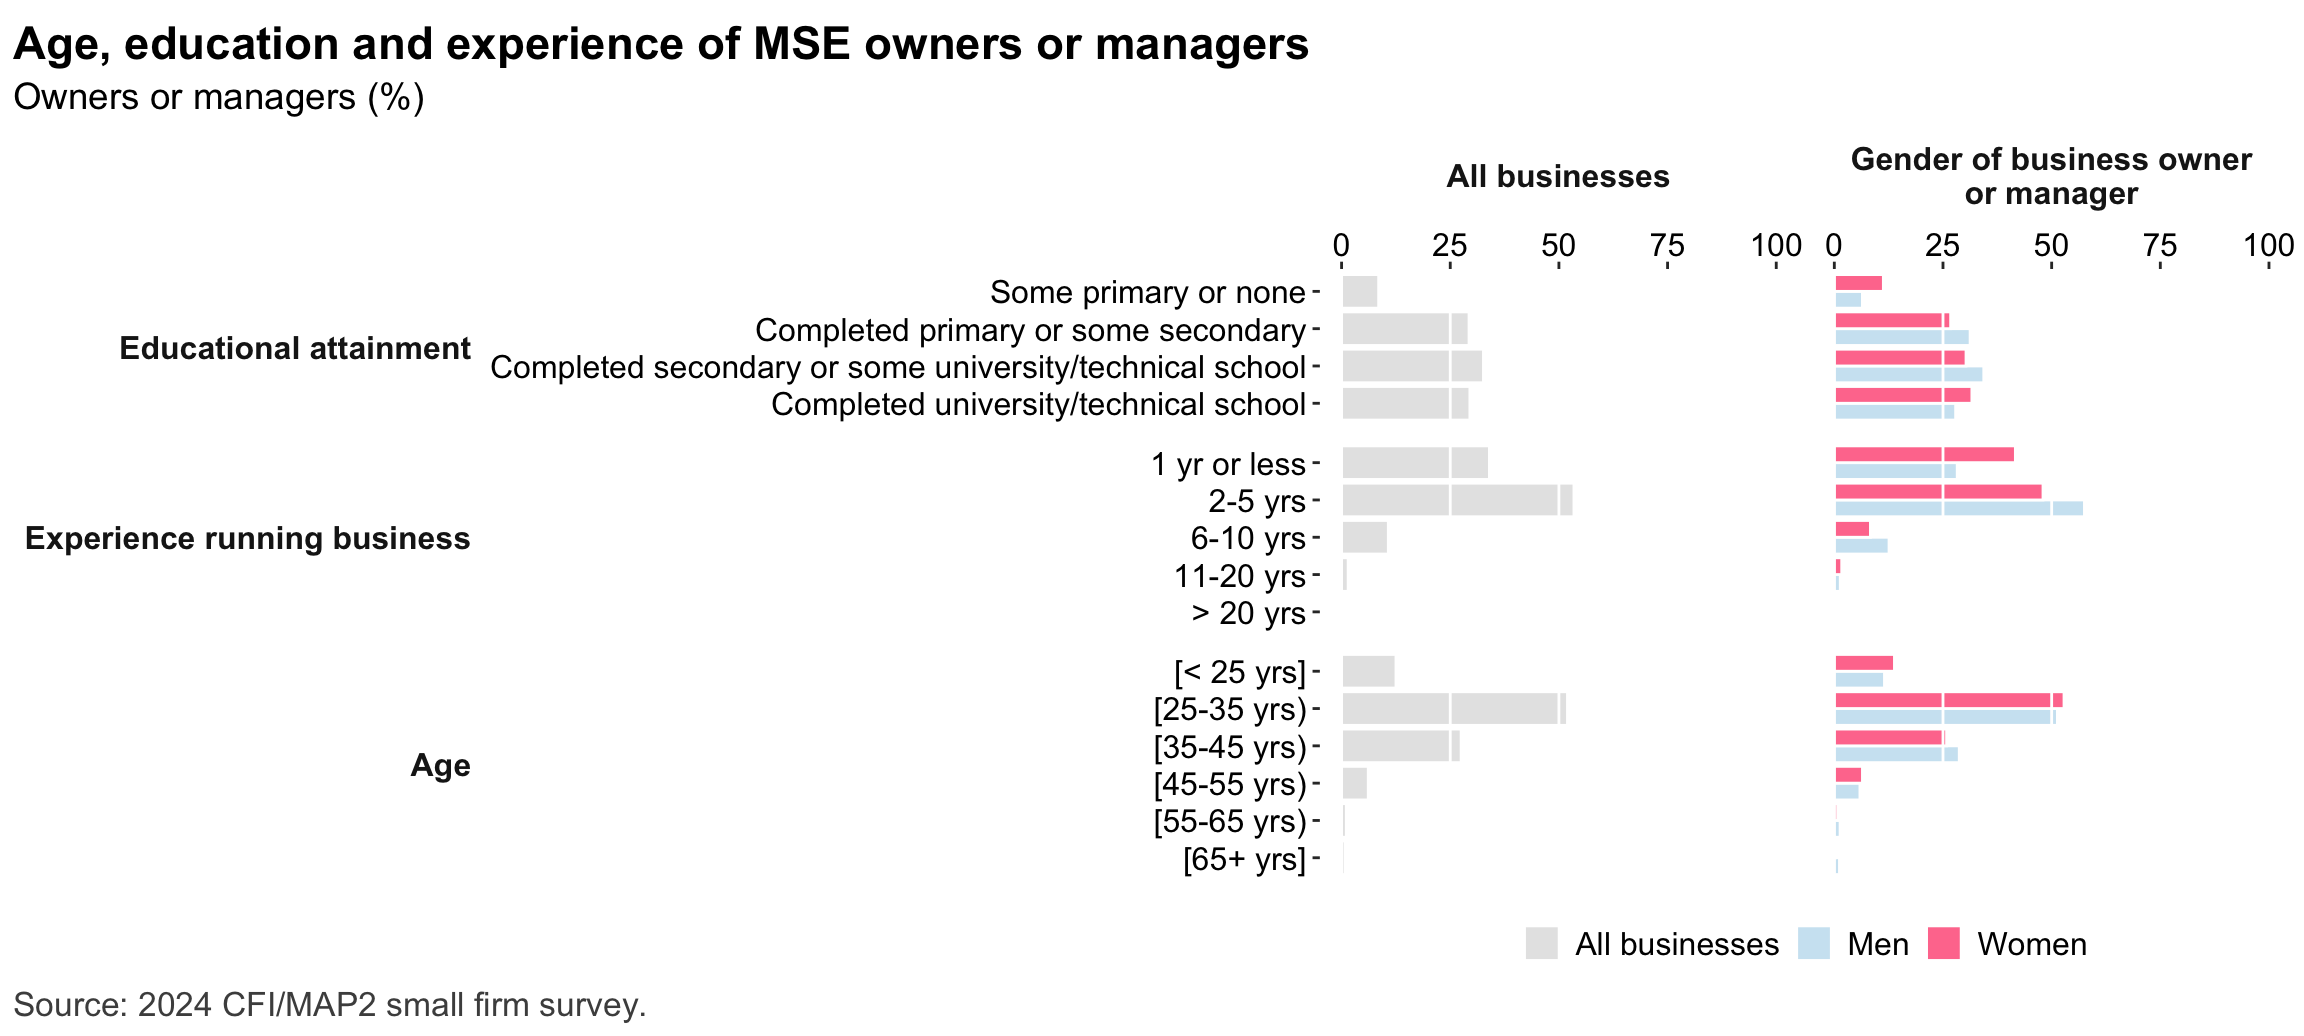 Age, education and experience of MSE owners or managers
Owners or managers (%)
All businesses
Gender of business owner
or manager
0 25 50 75 100 0 25 50 75 100
Educational attainment
Some primary or none
Completed primary or some secondary
Completed secondary or some university/technical school
Completed university/technical school
Experience running business
1 yr or less
2-5 yrs
6-10 yrs
11-20 yrs
> 20 yrs
Age
[< 25 yrs]
[25-35 yrs)
[35-45 yrs)
[45-55 yrs)
[55-65 yrs)
[65+ yrs]
All businesses Men Women
Source: 2024 CFI/MAP2 small firm survey.